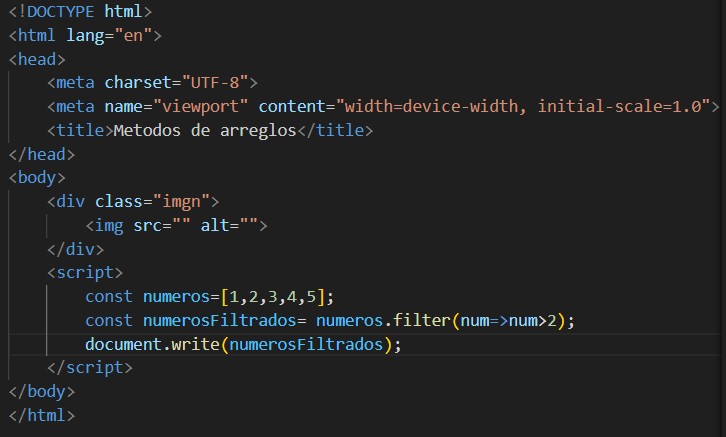 <!DOCTYPE html>
<html lang="en">
<head>
    <meta charset="UTF-8">
    <meta name="viewport" content="width=device-width, initial-scale=1.0">
    <title>Metodos de arreglos</title>
</head>
<body>
    <div class="imgn">
        <img src="" alt="">
    </div>
    <script>
        const numeros=[1,2,3,4,5];
        const numerosFiltrados= numeros.filter(num=>num>2);
        document.write(numerosFiltrados);
    </script>
</body>
</html>